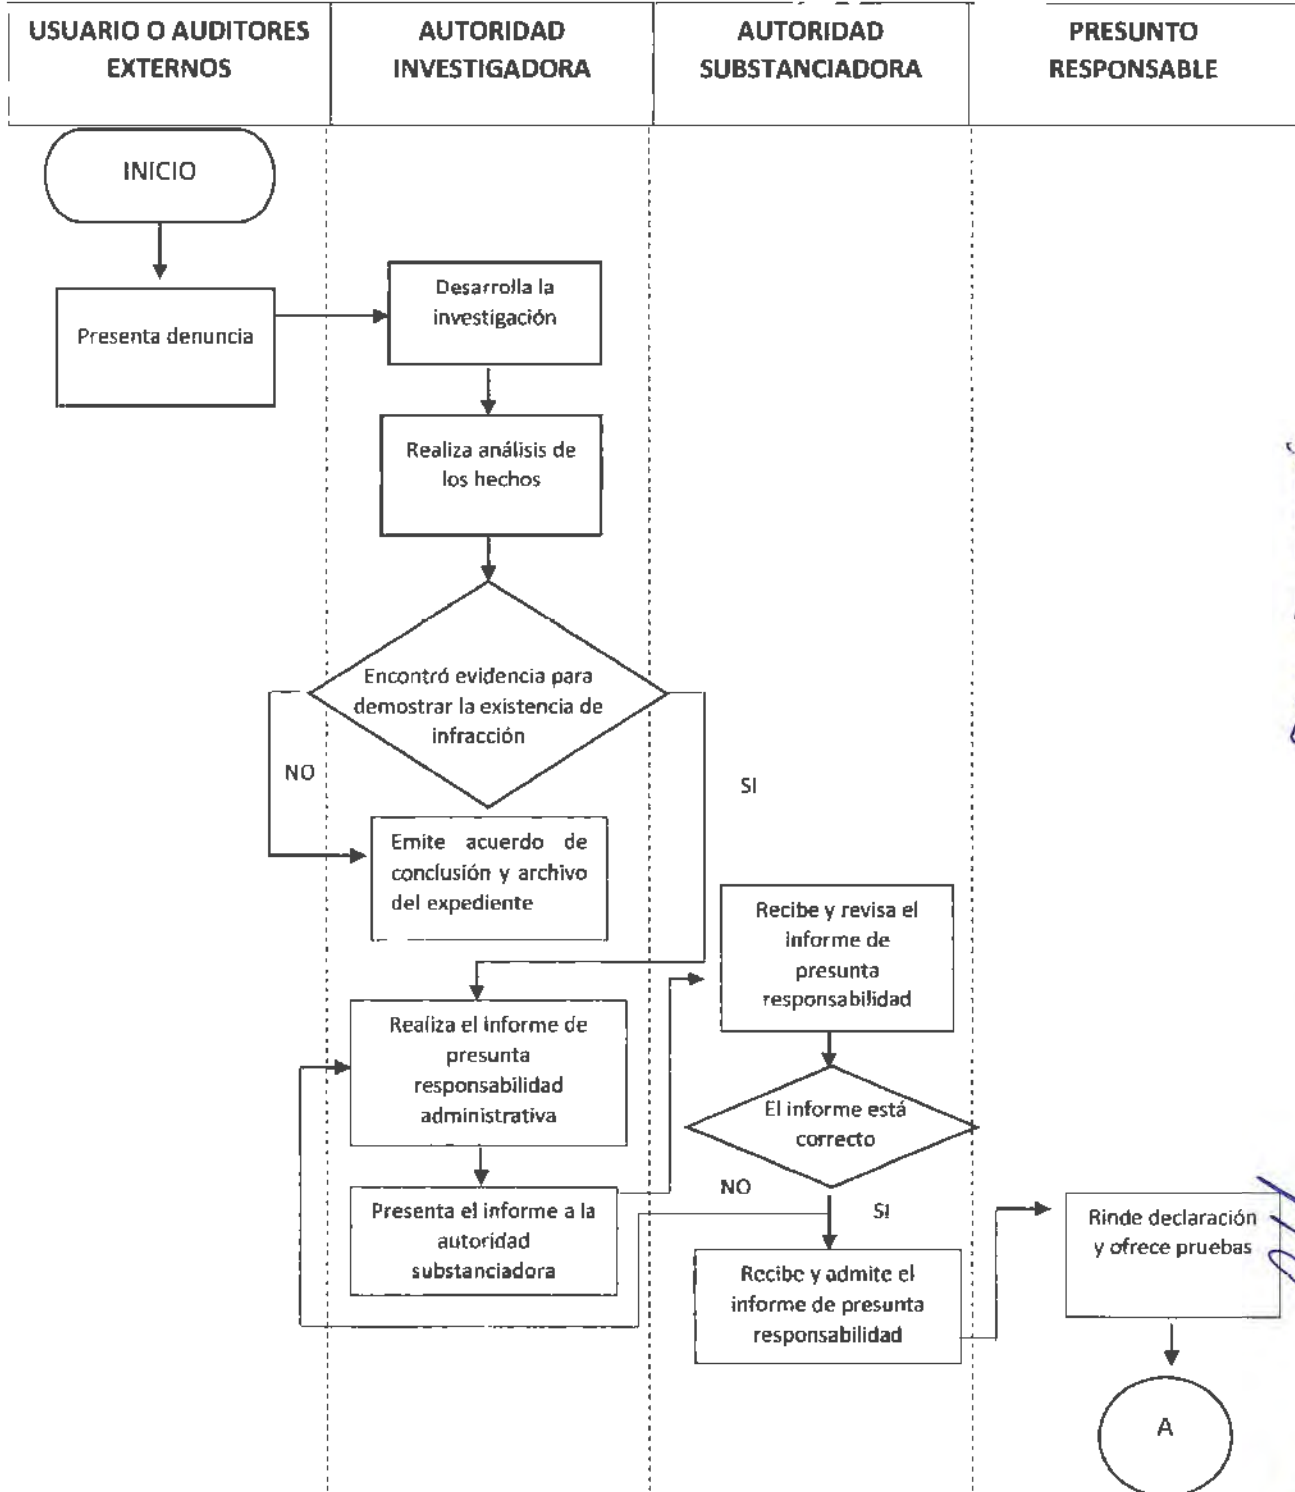 USUARIO O AUDITORES
EXTERNOS
AUTORIDAD
INVESTIGADORA
AUTORIDAD
SUBSTANCIADORA
PRESUNTO
RESPONSABLE
INICIO
Presenta denuncia
Desarrolla la
investigación
Realiza análisis de
los hechos
Encontró evidencia para
demostrar la existencia de
infracción
NO
SI
Emite acuerdo de
conclusión y archivo
del expediente
Recibe y revisa el
informe de
presunta
responsabilidad
Realiza el informe de
presunta
responsabilidad
administrativa
El informe está
correcto
Presenta el informe a la
autoridad
substanciadora
NO
SI
Recibe y admite el
informe de presunta
responsabilidad
Rinde declaración
y ofrece pruebas
A